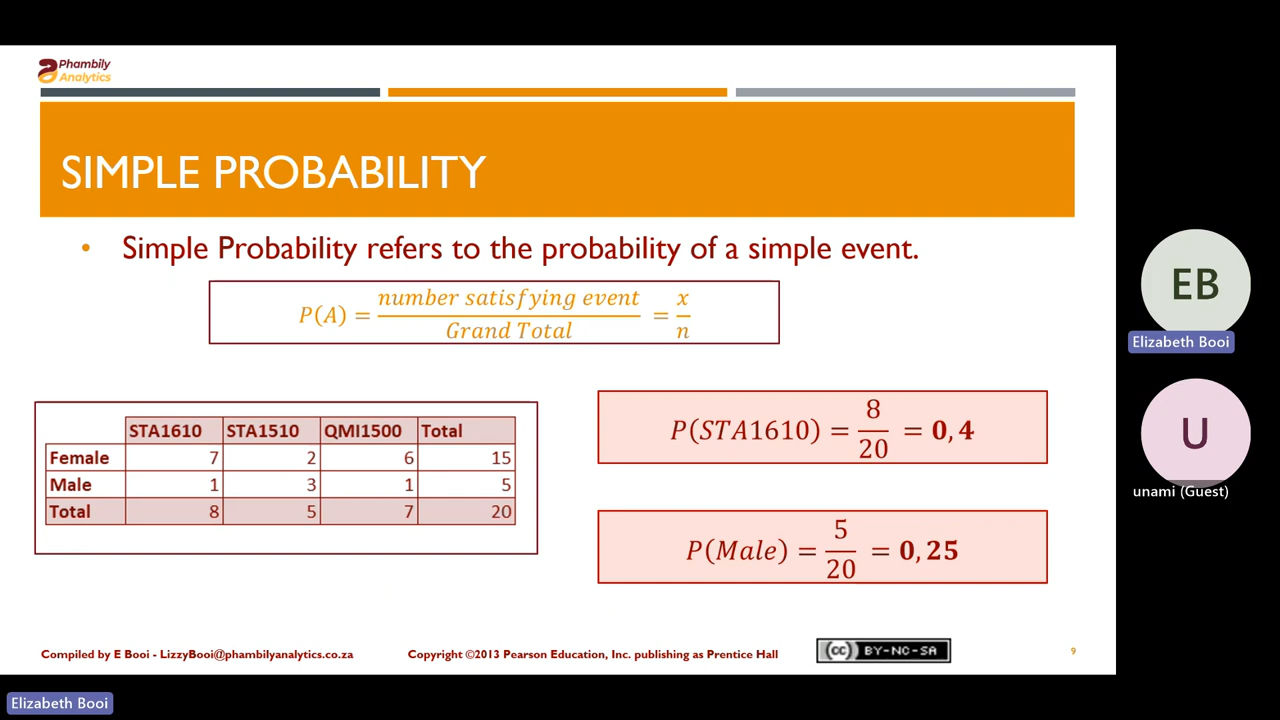 Phambily
Analytics
SIMPLE PROBABILITY
• Simple Probability refers to the probability of a simple event.
P(A) = number satisfying event / Grand Total = x / n
STA1610 STA1510 QMI1500 Total
Female 7 2 6 15
Male 1 3 1 5
Total 8 5 7 20
P(STA1610) = 8 / 20 = 0,4
P(Male) = 5 / 20 = 0,25
EB
Elizabeth Booi
U
unami (Guest)
Compiled by E Booi - LizzyBooi@phambilyanalytics.co.za
Copyright ©2013 Pearson Education, Inc. publishing as Prentice Hall
(cc) BY-NC-SA
9
Elizabeth Booi